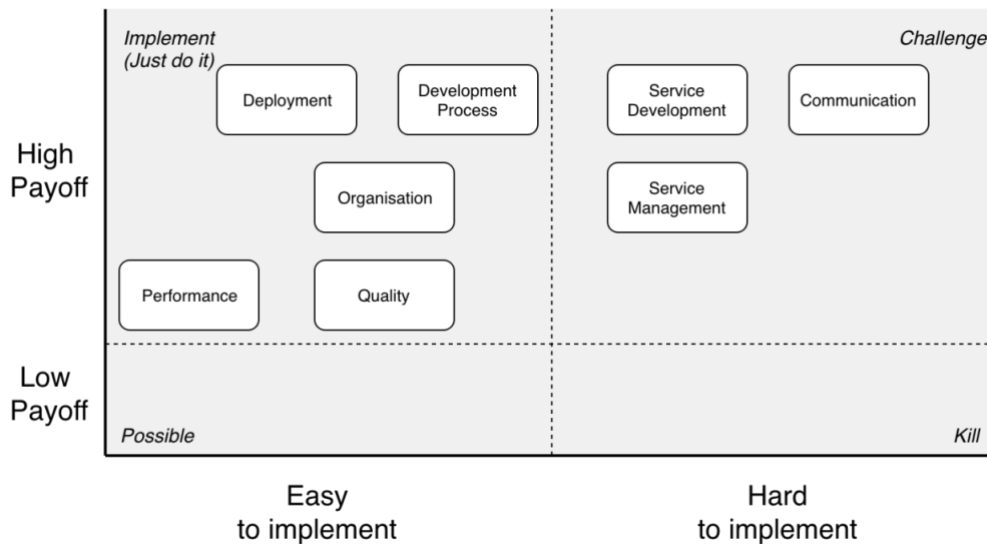 Implement
(Just do it)
Challenge
Deployment
Development
Process
Service
Development
Communication
High
Payoff
Organisation
Service
Management
Performance
Quality
Low
Payoff
Possible
Kill
Easy
to implement
Hard
to implement